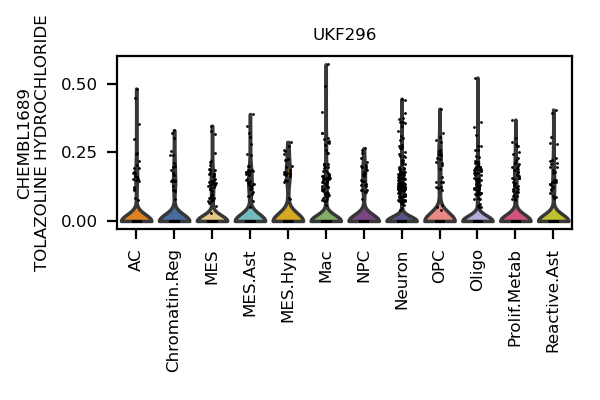 UKF296
CHEMBL1689
TOLAZOLINE HYDROCHLORIDE
0.50
0.25
0.00
AC
Chromatin.Reg
MES
MES.Ast
MES.Hyp
Mac
NPC
Neuron
OPC
Oligo
Prolif.Metab
Reactive.Ast